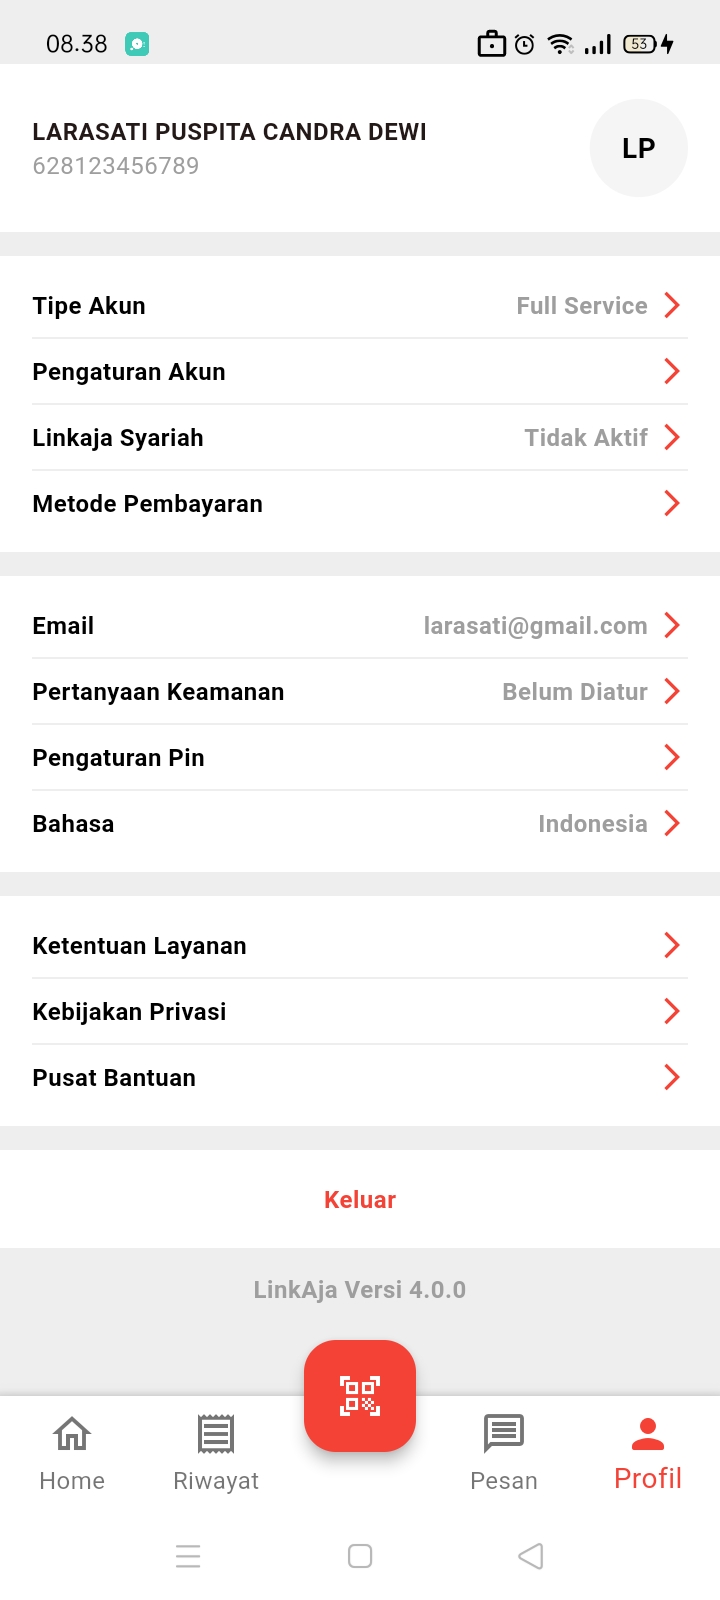 08.38
53
LARASATI PUSPITA CANDRA DEWI
628123456789
LP
Tipe Akun Full Service
Pengaturan Akun
Linkaja Syariah Tidak Aktif
Metode Pembayaran
Email larasati@gmail.com
Pertanyaan Keamanan Belum Diatur
Pengaturan Pin
Bahasa Indonesia
Ketentuan Layanan
Kebijakan Privasi
Pusat Bantuan
Keluar
LinkAja Versi 4.0.0
Home Riwayat Pesan Profil